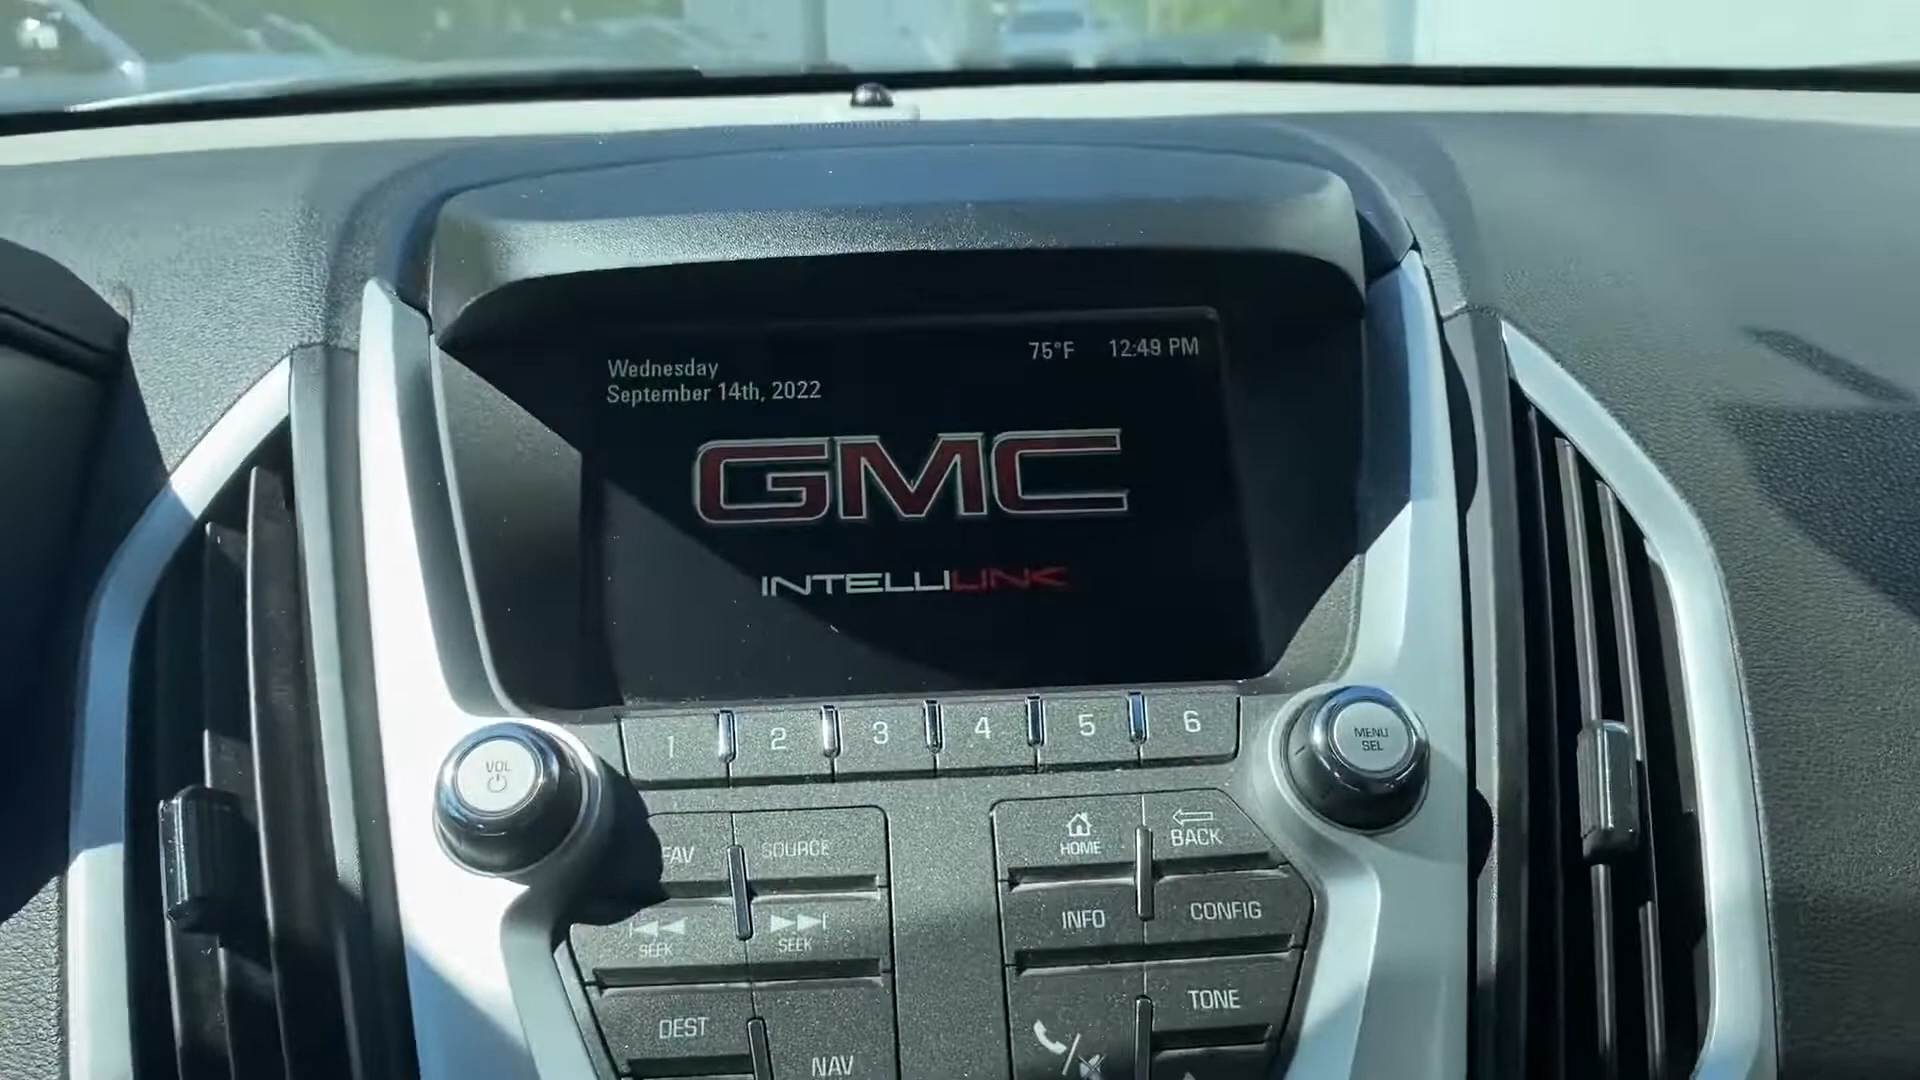 Wednesday
September 14th, 2022
75°F 12:49 PM
GMC
INTELLILINK
1 2 3 4 5 6
VOL
MENU
SEL
FAV SOURCE
HOME BACK
SEEK SEEK
INFO CONFIG
DEST NAV
TONE